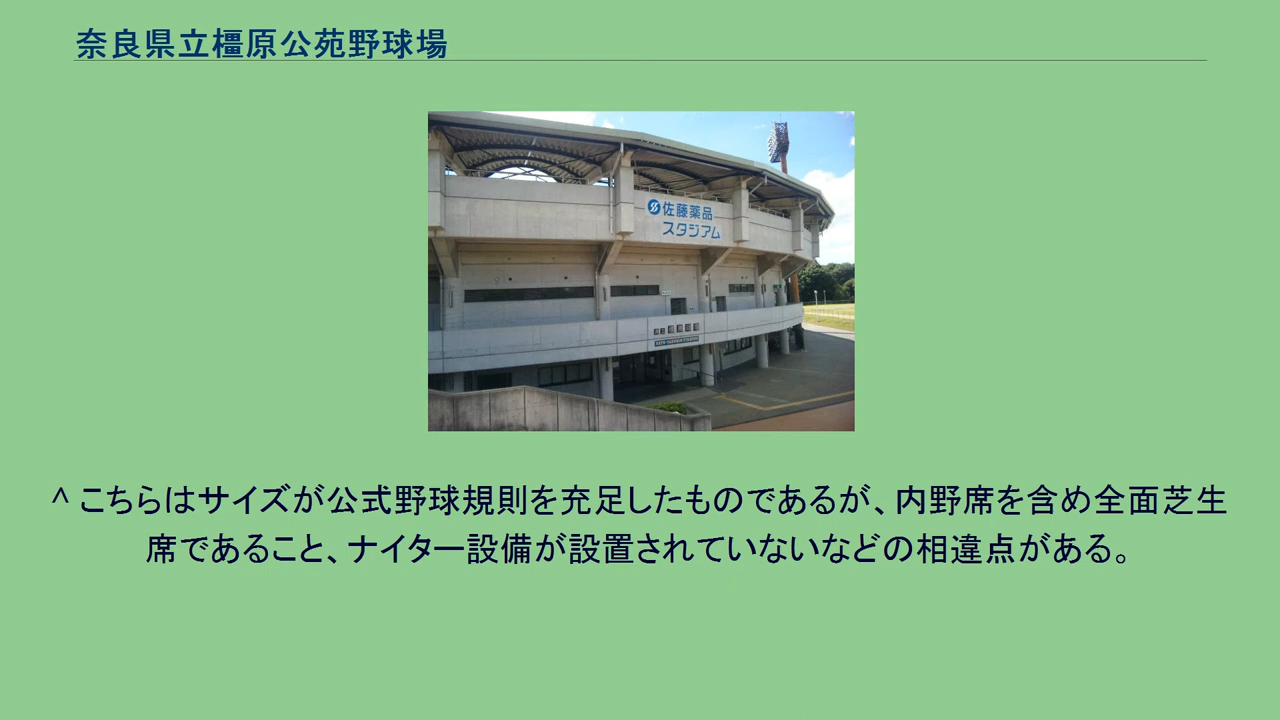 奈良県立橿原公苑野球場
佐藤薬品
スタジアム
^ こちらはサイズが公式野球規則を充足したものであるが、内野席を含め全面芝生
席であること、ナイター設備が設置されていないなどの相違点がある。